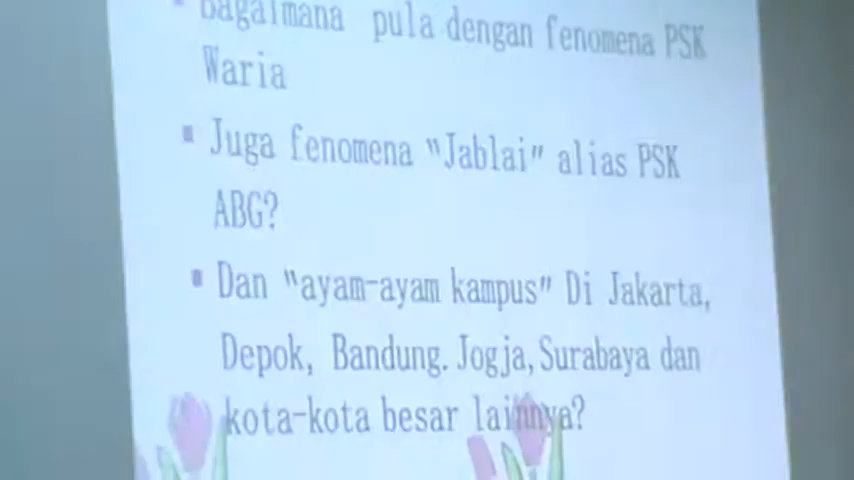 bagaimana pula dengan fenomena PSK
Waria
Juga fenomena "Jablai" alias PSK
ABG?
Dan "ayam-ayam kampus" Di Jakarta,
Depok, Bandung. Jogja, Surabaya dan
kota-kota besar lainnya?